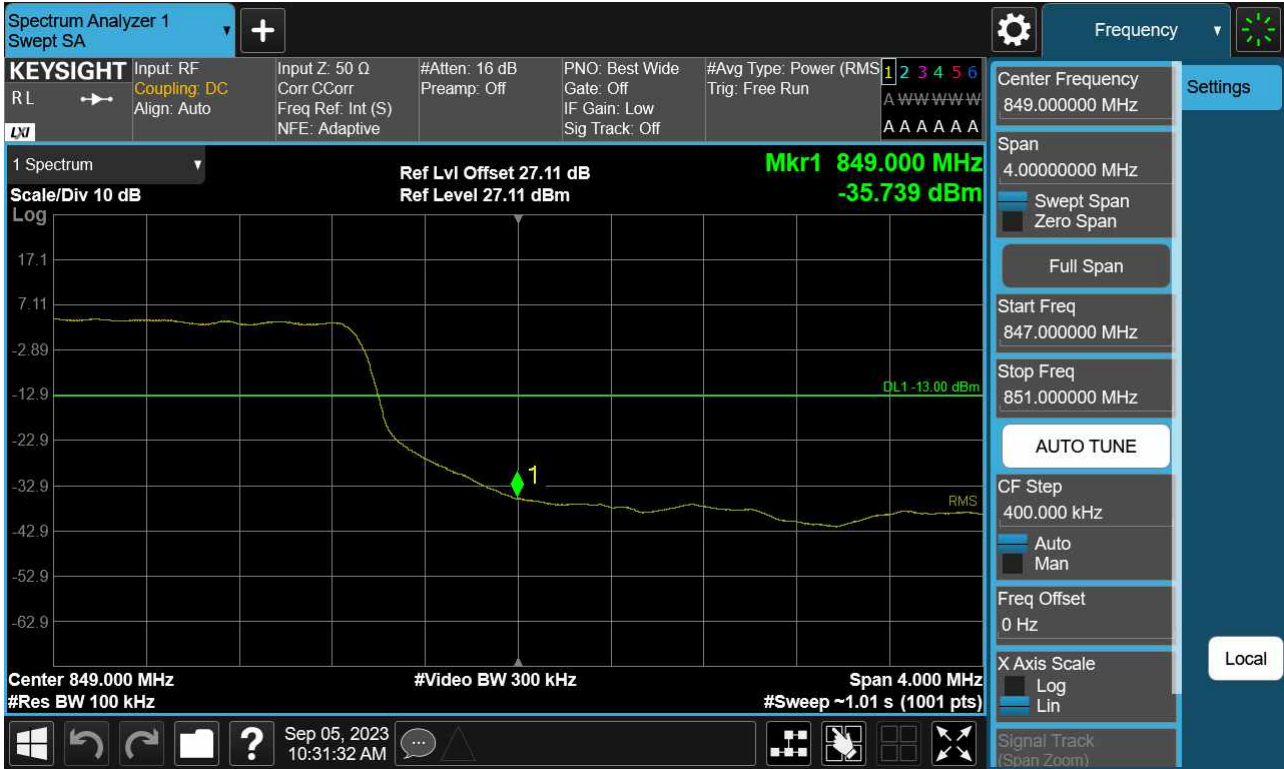 Spectrum Analyzer 1
Swept SA
Frequency
KEYSIGHT
R L
LXI
Input: RF
Coupling: DC
Align: Auto
Input Z: 50 Ω
Corr CCorr
Freq Ref: Int (S)
NFE: Adaptive
#Atten: 16 dB
Preamp: Off
PNO: Best Wide
Gate: Off
IF Gain: Low
Sig Track: Off
#Avg Type: Power (RMS
Trig: Free Run
1 2 3 4 5 6
A W W W W W
A A A A A A
1 Spectrum
Scale/Div 10 dB
Log
Ref Lvl Offset 27.11 dB
Ref Level 27.11 dBm
Mkr1 849.000 MHz
-35.739 dBm
17.1
7.11
-2.89
-12.9
-22.9
-32.9
-42.9
-52.9
-62.9
DL1 -13.00 dBm
1
RMS
Center 849.000 MHz
#Video BW 300 kHz
Span 4.000 MHz
#Res BW 100 kHz
#Sweep ~1.01 s (1001 pts)
Sep 05, 2023
10:31:32 AM
Center Frequency
849.000000 MHz
Span
4.00000000 MHz
Swept Span
Zero Span
Full Span
Start Freq
847.000000 MHz
Stop Freq
851.000000 MHz
AUTO TUNE
CF Step
400.000 kHz
Auto
Man
Freq Offset
0 Hz
X Axis Scale
Log
Lin
Signal Track
(Span Zoom)
Settings
Local